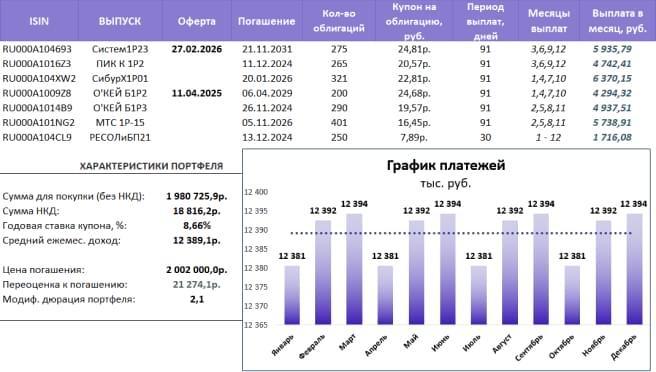 ISIN ВЫПУСК Оферта Погашение Кол-во облигаций Купон на облигацию, руб. Период выплат, дней Месяцы выплат Выплата в месяц, руб.
RU000A104693 Систем1Р23 27.02.2026 21.11.2031 275 24,81р. 91 3,6,9,12 5 935,79
RU000A1016Z3 ПИК К 1Р2 11.12.2024 265 20,57р. 91 3,6,9,12 4 742,41
RU000A104XW2 СибурХ1Р01 20.01.2026 321 22,81р. 91 1,4,7,10 6 370,15
RU000A1009Z8 О'КЕЙ Б1Р2 11.04.2025 06.04.2029 200 24,68р. 91 1,4,7,10 4 294,32
RU000A1014B9 О'КЕЙ Б1Р3 26.11.2024 290 19,57р. 91 2,5,8,11 4 937,51
RU000A101NG2 МТС 1Р-15 05.11.2026 401 16,45р. 91 2,5,8,11 5 738,91
RU000A104CL9 РЕСОЛиБП21 13.12.2024 250 7,89р. 30 1 - 12 1 716,08
ХАРАКТЕРИСТИКИ ПОРТФЕЛЯ
Сумма для покупки (без НКД): 1 980 725,9р.
Сумма НКД: 18 816,2р.
Годовая ставка купона, %: 8,66%
Средний ежемес. доход: 12 389,1р.
Цена погашения: 2 002 000,0р.
Переоценка к погашению: 21 274,1р.
Модиф. дюрация портфеля: 2,1
График платежей
тыс. руб.
12 400
12 395
12 390
12 385
12 380
12 375
12 370
12 365
12 381 12 392 12 394 12 381 12 392 12 394 12 381 12 392 12 394 12 381 12 392 12 394
Январь Февраль Март Апрель Май Июнь Июль Август Сентябрь Октябрь Ноябрь Декабрь